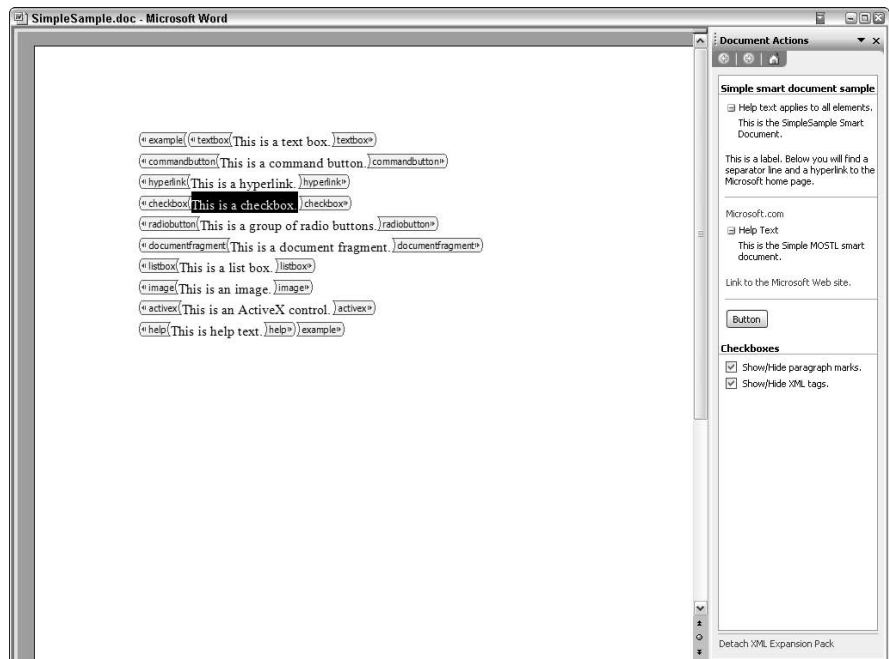 SimpleSample.doc - Microsoft Word
example textbox This is a text box. textbox
commandbutton This is a command button. commandbutton
hyperlink This is a hyperlink. hyperlink
checkbox This is a checkbox. checkbox
radiobutton This is a group of radio buttons. radiobutton
documentfragment This is a document fragment. documentfragment
listbox This is a list box. listbox
image This is an image. image
activex This is an ActiveX control. activex
help This is help text. help example
Document Actions
Simple smart document sample
Help text applies to all elements.
This is the SimpleSample Smart
Document.
This is a label. Below you will find a
separator line and a hyperlink to the
Microsoft home page.
Microsoft.com
Help Text
This is the Simple MOSTL smart
document.
Link to the Microsoft Web site.
Button
Checkboxes
Show/Hide paragraph marks.
Show/Hide XML tags.
Detach XML Expansion Pack